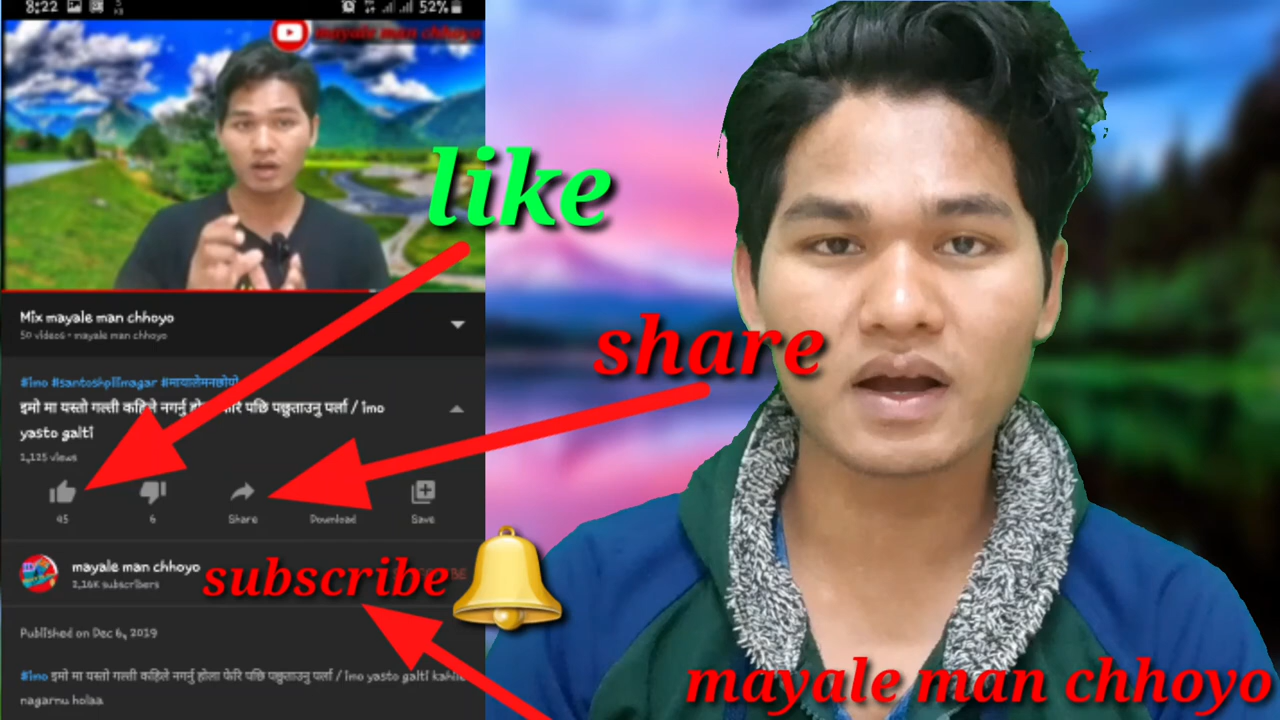 8:22
52%
mayale man chhoyo
like
Mix mayale man chhoyo
50 videos • mayale man chhoyo
share
#imo #santoshpllmagar #मायालेमनछोयो
इमो मा यस्तो गल्ती कहिले नगर्नु होला फेरि पछि पछुताउनु पर्ला / imo
yasto galti
1,125 views
45
6
Share
Download
Save
mayale man chhoyo
2,16K subscribers
subscribe
Published on Dec 6, 2019
#imo इमो मा यस्तो गल्ती कहिले नगर्नु होला फेरि पछि पछुताउनु पर्ला / imo yasto galti kahile
nagarnu holaa
mayale man chhoyo